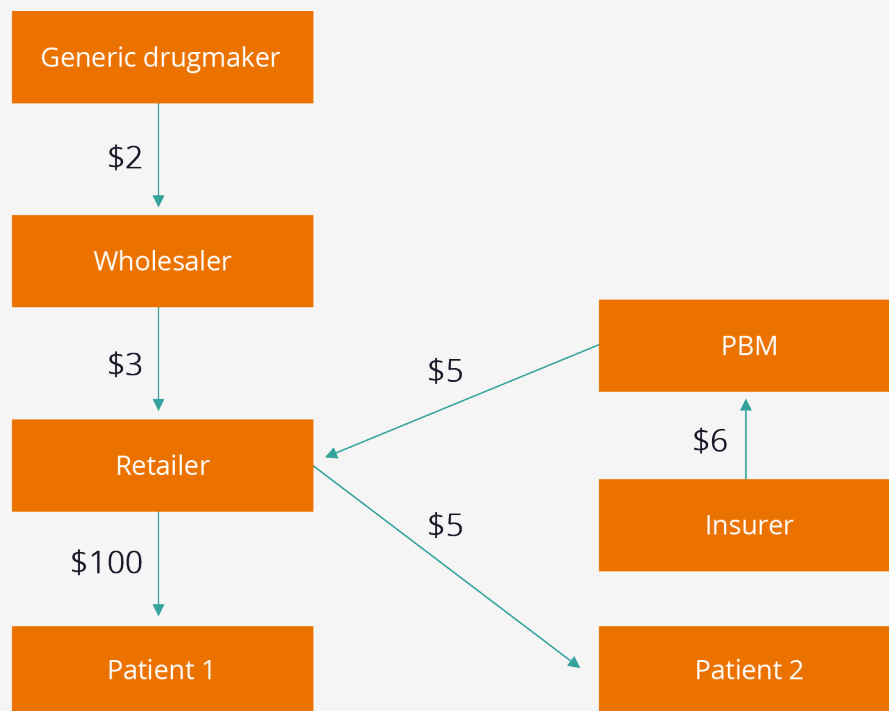 Generic drugmaker
$2
Wholesaler
$3
PBM
$5
$6
Retailer
Insurer
$5
$100
Patient 1
Patient 2